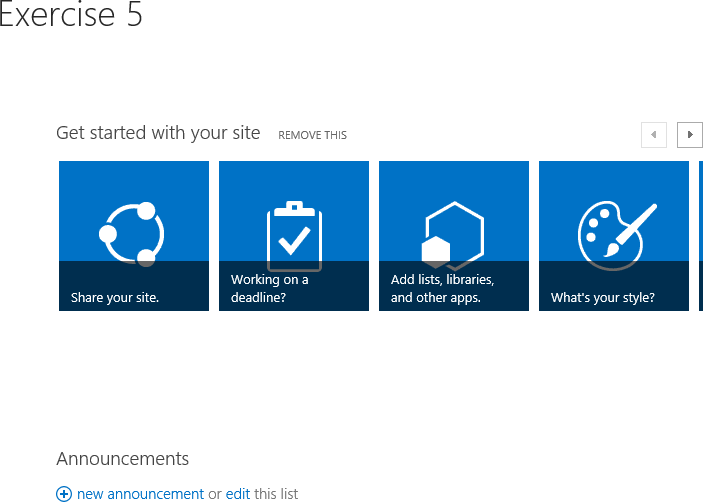 Exercise 5
Get started with your site REMOVE THIS
Share your site.
Working on a
deadline?
Add lists, libraries,
and other apps.
What's your style?
Announcements
new announcement or edit this list